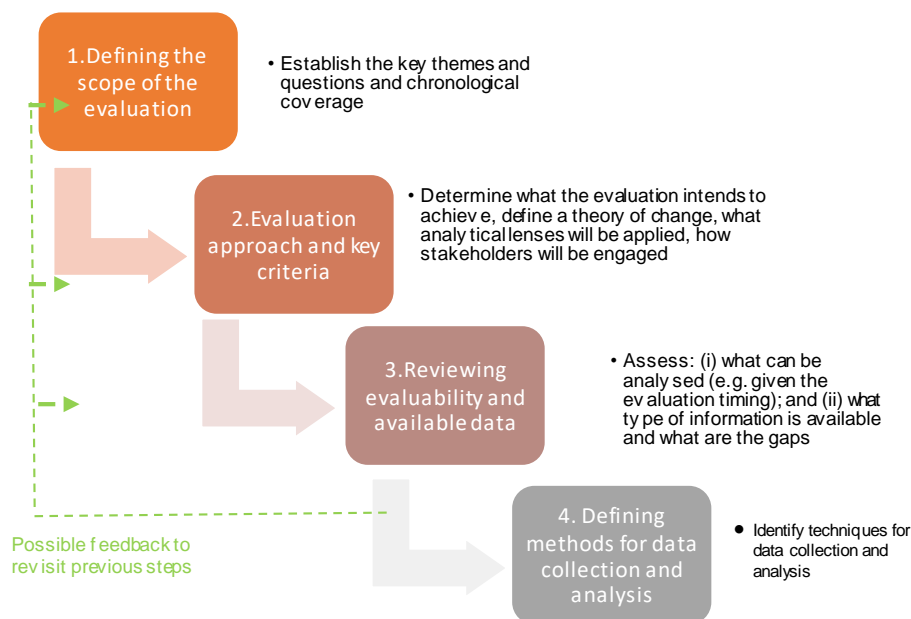 1.Defining the
scope of the
evaluation
• Establish the key themes and
questions and chronological
coverage
2.Evaluation
approach and key
criteria
• Determine what the evaluation intends to
achieve, define a theory of change, what
analytical lenses will be applied, how
stakeholders will be engaged
3.Reviewing
evaluability and
available data
• Assess: (i) what can be
analysed (e.g. given the
evaluation timing); and (ii) what
type of information is available
and what are the gaps
4. Defining
methods for data
collection and
analysis
• Identify techniques for
data collection and
analysis
Possible feedback to
revisit previous steps